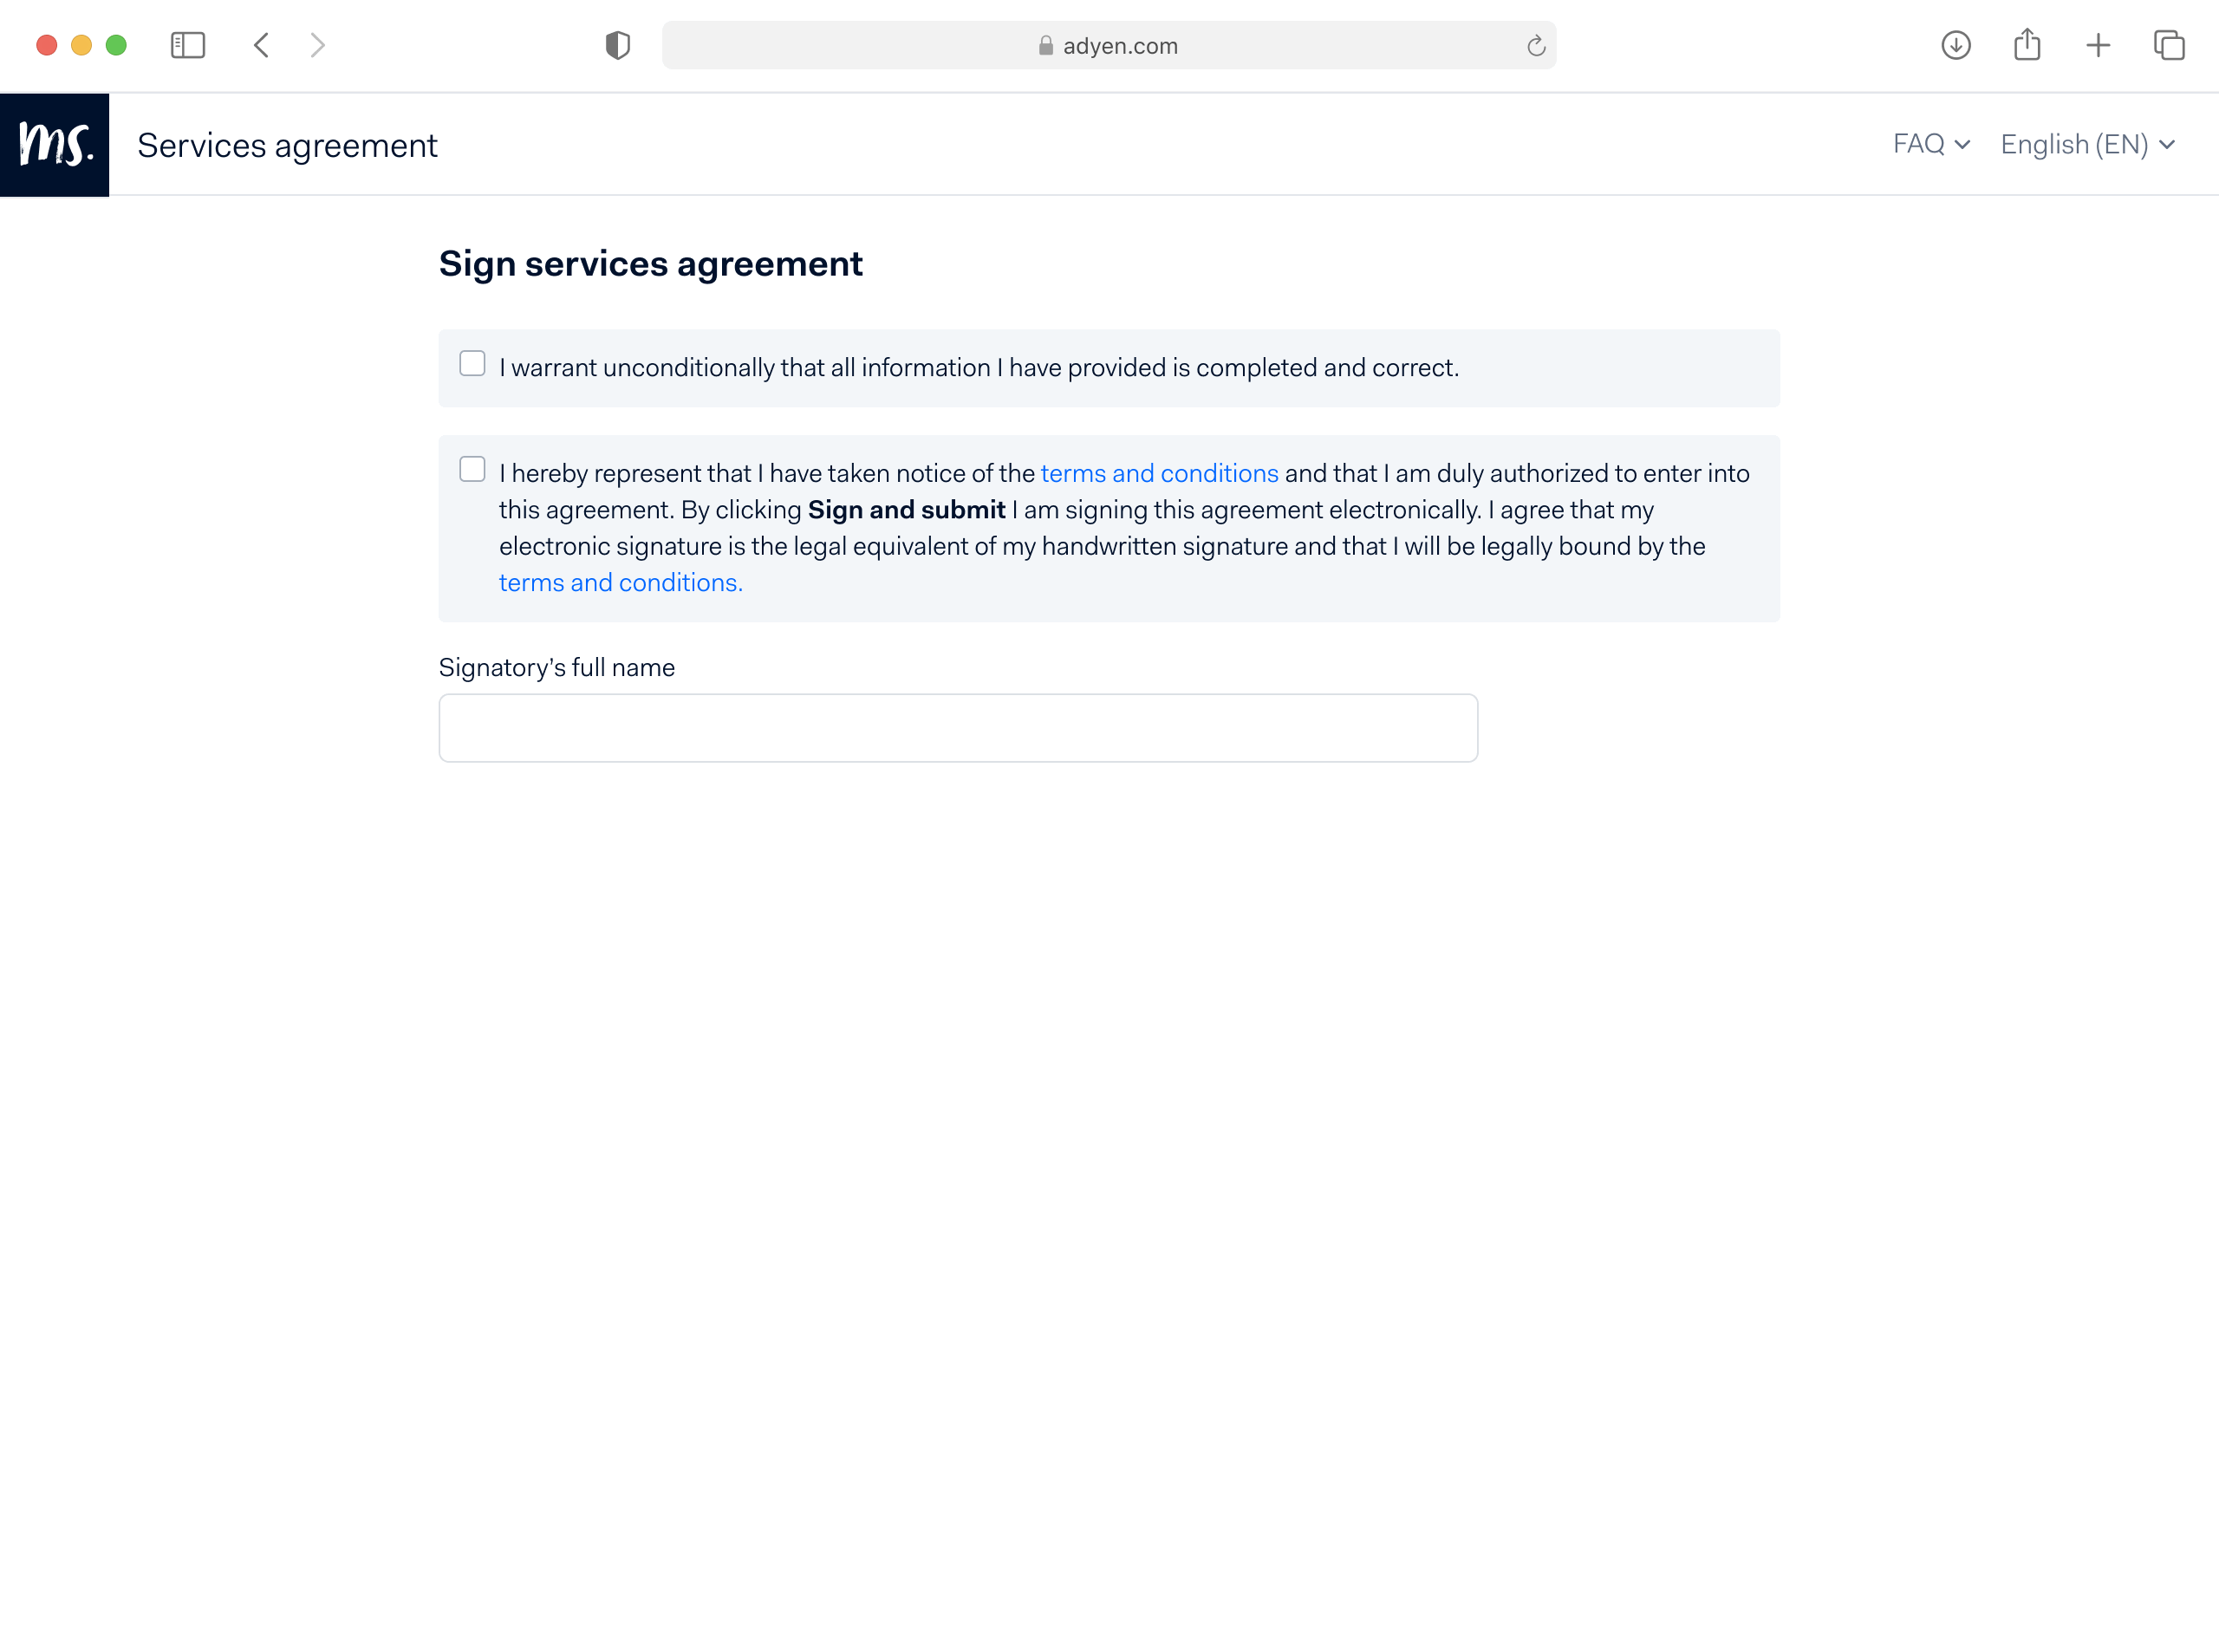 adyen.com
ms.
Services agreement
FAQ
English (EN)
Sign services agreement
I warrant unconditionally that all information I have provided is completed and correct.
I hereby represent that I have taken notice of the terms and conditions and that I am duly authorized to enter into
this agreement. By clicking Sign and submit I am signing this agreement electronically. I agree that my
electronic signature is the legal equivalent of my handwritten signature and that I will be legally bound by the
terms and conditions.
Signatory’s full name